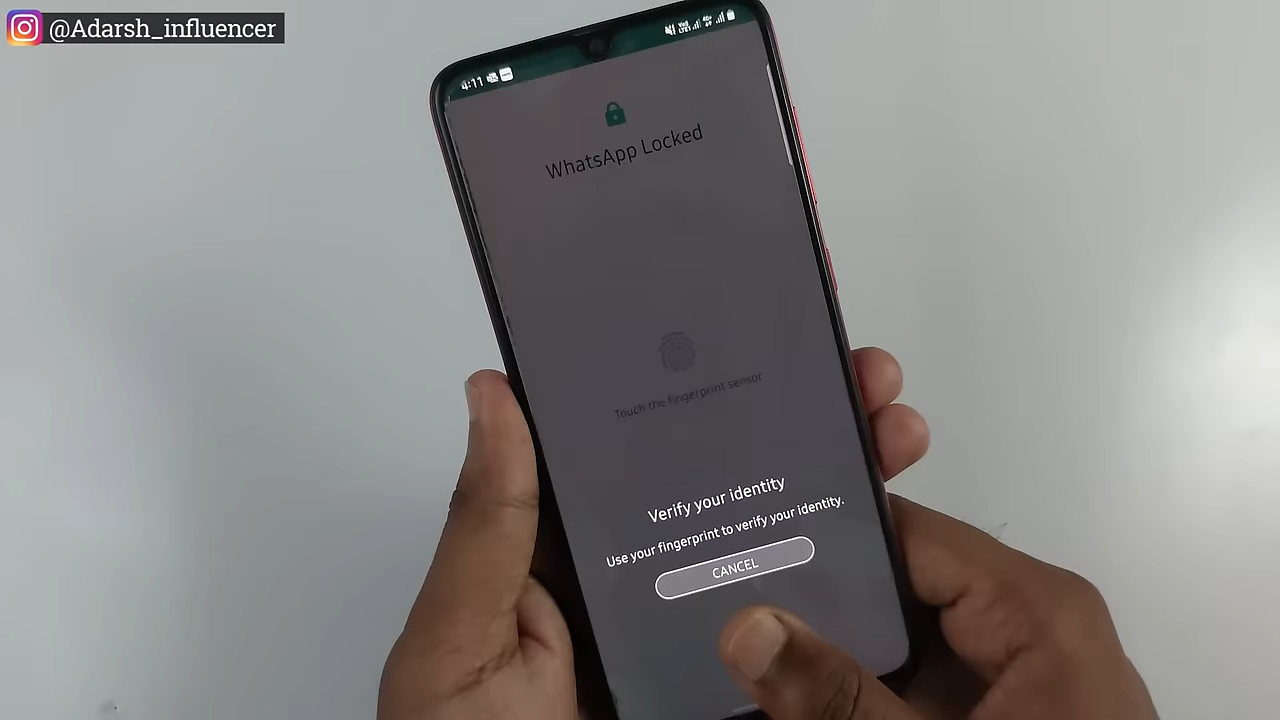 @Adarsh_influencer
4:11
WhatsApp Locked
Touch the fingerprint sensor
Verify your identity
Use your fingerprint to verify your identity.
CANCEL